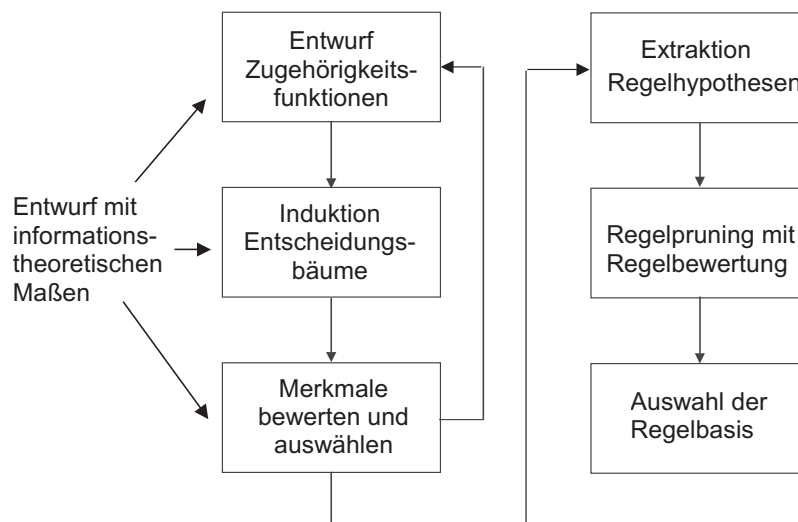 Entwurf mit
informations-
theoretischen
Maßen
Entwurf
Zugehörigkeits-
funktionen
Induktion
Entscheidungs-
bäume
Merkmale
bewerten und
auswählen
Extraktion
Regelhypothesen
Regelpruning mit
Regelbewertung
Auswahl der
Regelbasis